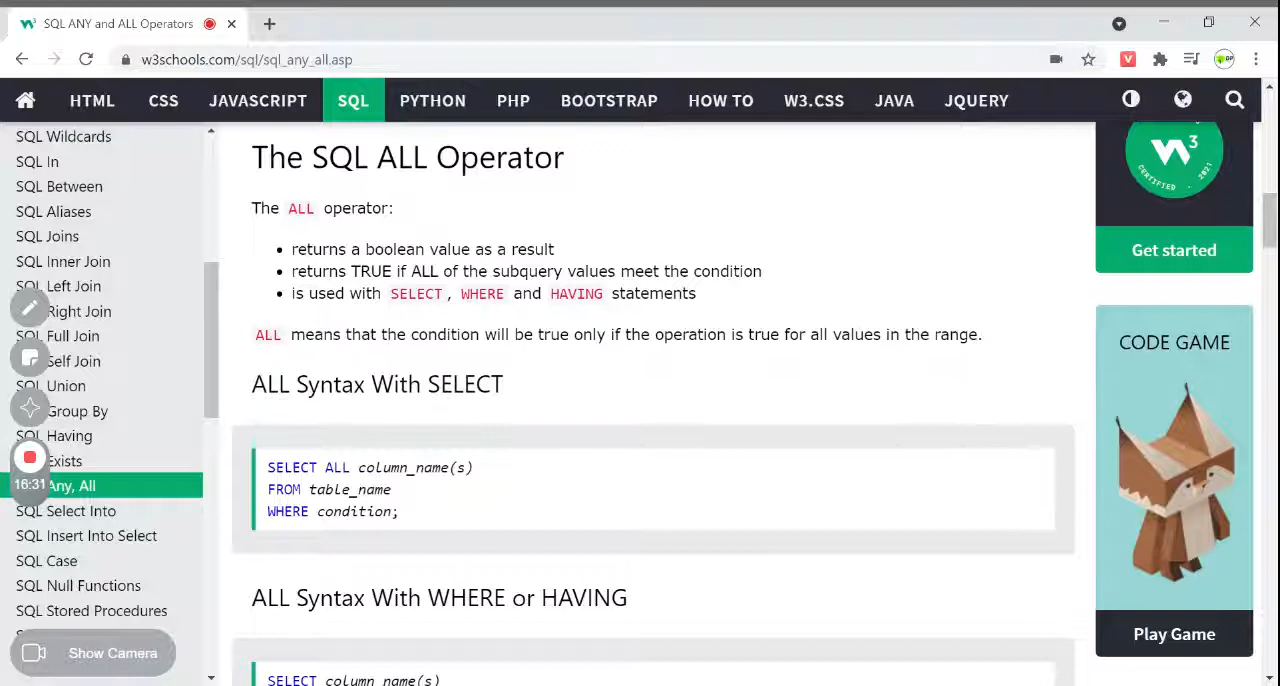 SQL ANY and ALL Operators
w3schools.com/sql/sql_any_all.asp
HTML CSS JAVASCRIPT SQL PYTHON PHP BOOTSTRAP HOW TO W3.CSS JAVA JQUERY
SQL Wildcards
SQL In
SQL Between
SQL Aliases
SQL Joins
SQL Inner Join
SQL Left Join
Right Join
SQL Full Join
Self Join
SQL Union
Group By
SQL Having
Exists
16:31 Any, All
SQL Select Into
SQL Insert Into Select
SQL Case
SQL Null Functions
SQL Stored Procedures
Show Camera
The SQL ALL Operator
The ALL operator:
• returns a boolean value as a result
• returns TRUE if ALL of the subquery values meet the condition
• is used with SELECT, WHERE and HAVING statements
ALL means that the condition will be true only if the operation is true for all values in the range.
ALL Syntax With SELECT
SELECT ALL column_name(s)
FROM table_name
WHERE condition;
ALL Syntax With WHERE or HAVING
SELECT column_name(s)
W3
CERTIFIED . 2021
Get started
CODE GAME
Play Game